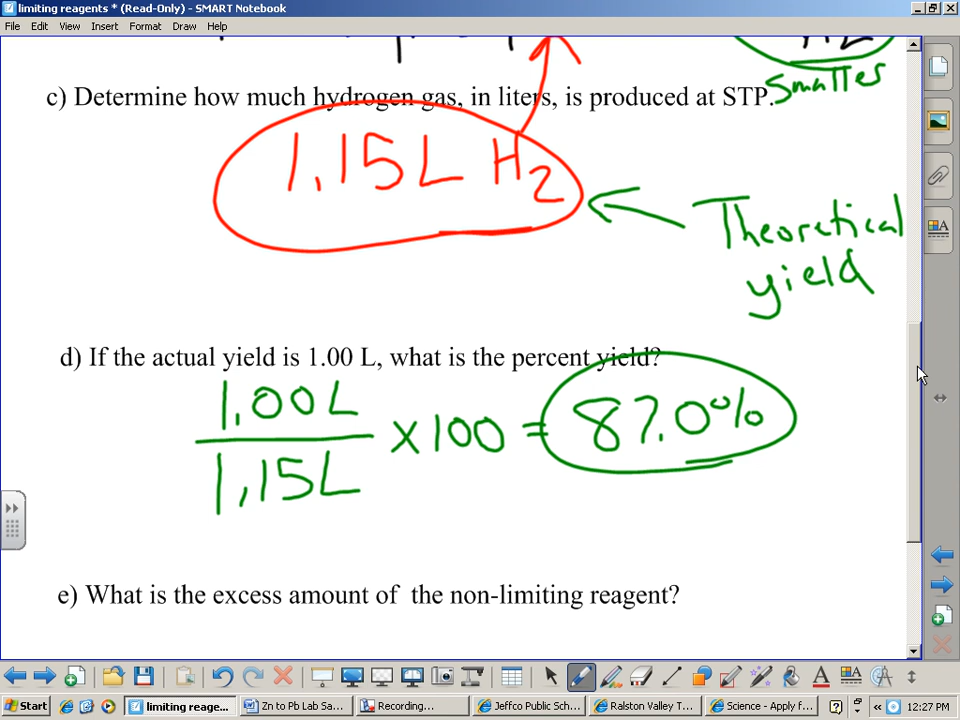 limiting reagents * (Read-Only) - SMART Notebook
File Edit View Insert Format Draw Help
smaller
c) Determine how much hydrogen gas, in liters, is produced at STP.
1.15L H2
Theoretical
yield
d) If the actual yield is 1.00 L, what is the percent yield?
1.00L
1.15L
x100 = 87.0%
e) What is the excess amount of the non-limiting reagent?
Start
limiting reage...
Zn to Pb Lab Sa...
Recording...
Jeffco Public Sch...
Ralston Valley T...
Science - Apply f...
12:27 PM